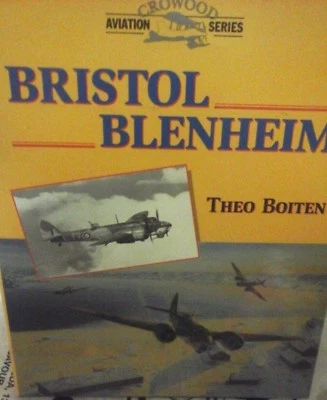 CROWOOD
AVIATION SERIES
BRISTOL
BLENHEIM
THEO BOITEN